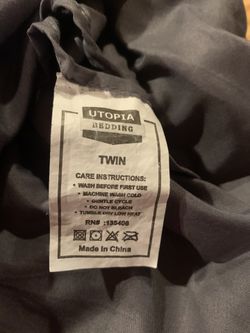 UTOPIA
BEDDING
TWIN
CARE INSTRUCTIONS:
• WASH BEFORE FIRST USE
• MACHINE WASH COLD
• GENTLE CYCLE
• DO NOT BLEACH
• TUMBLE DRY LOW HEAT
RN# :135408
Made In China